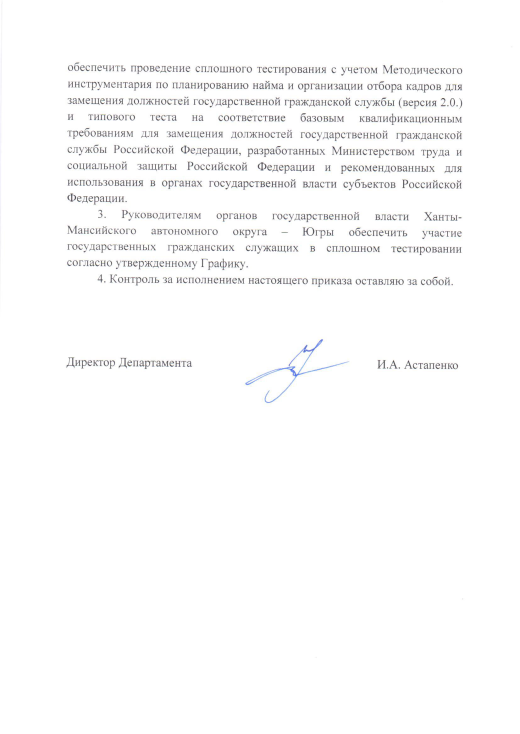 обеспечить проведение сплошного тестирования с учетом Методического
инструментария по планированию найма и организации отбора кадров для
замещения должностей государственной гражданской службы (версия 2.0.)
и типового теста на соответствие базовым квалификационным
требованиям для замещения должностей государственной гражданской
службы Российской Федерации, разработанных Министерством труда и
социальной защиты Российской Федерации и рекомендованных для
использования в органах государственной власти субъектов Российской
Федерации.
3. Руководителям органов государственной власти Ханты-
Мансийского автономного округа – Югры обеспечить участие
государственных гражданских служащих в сплошном тестировании
согласно утвержденному Графику.
4. Контроль за исполнением настоящего приказа оставляю за собой.
Директор Департамента И.А. Астапенко